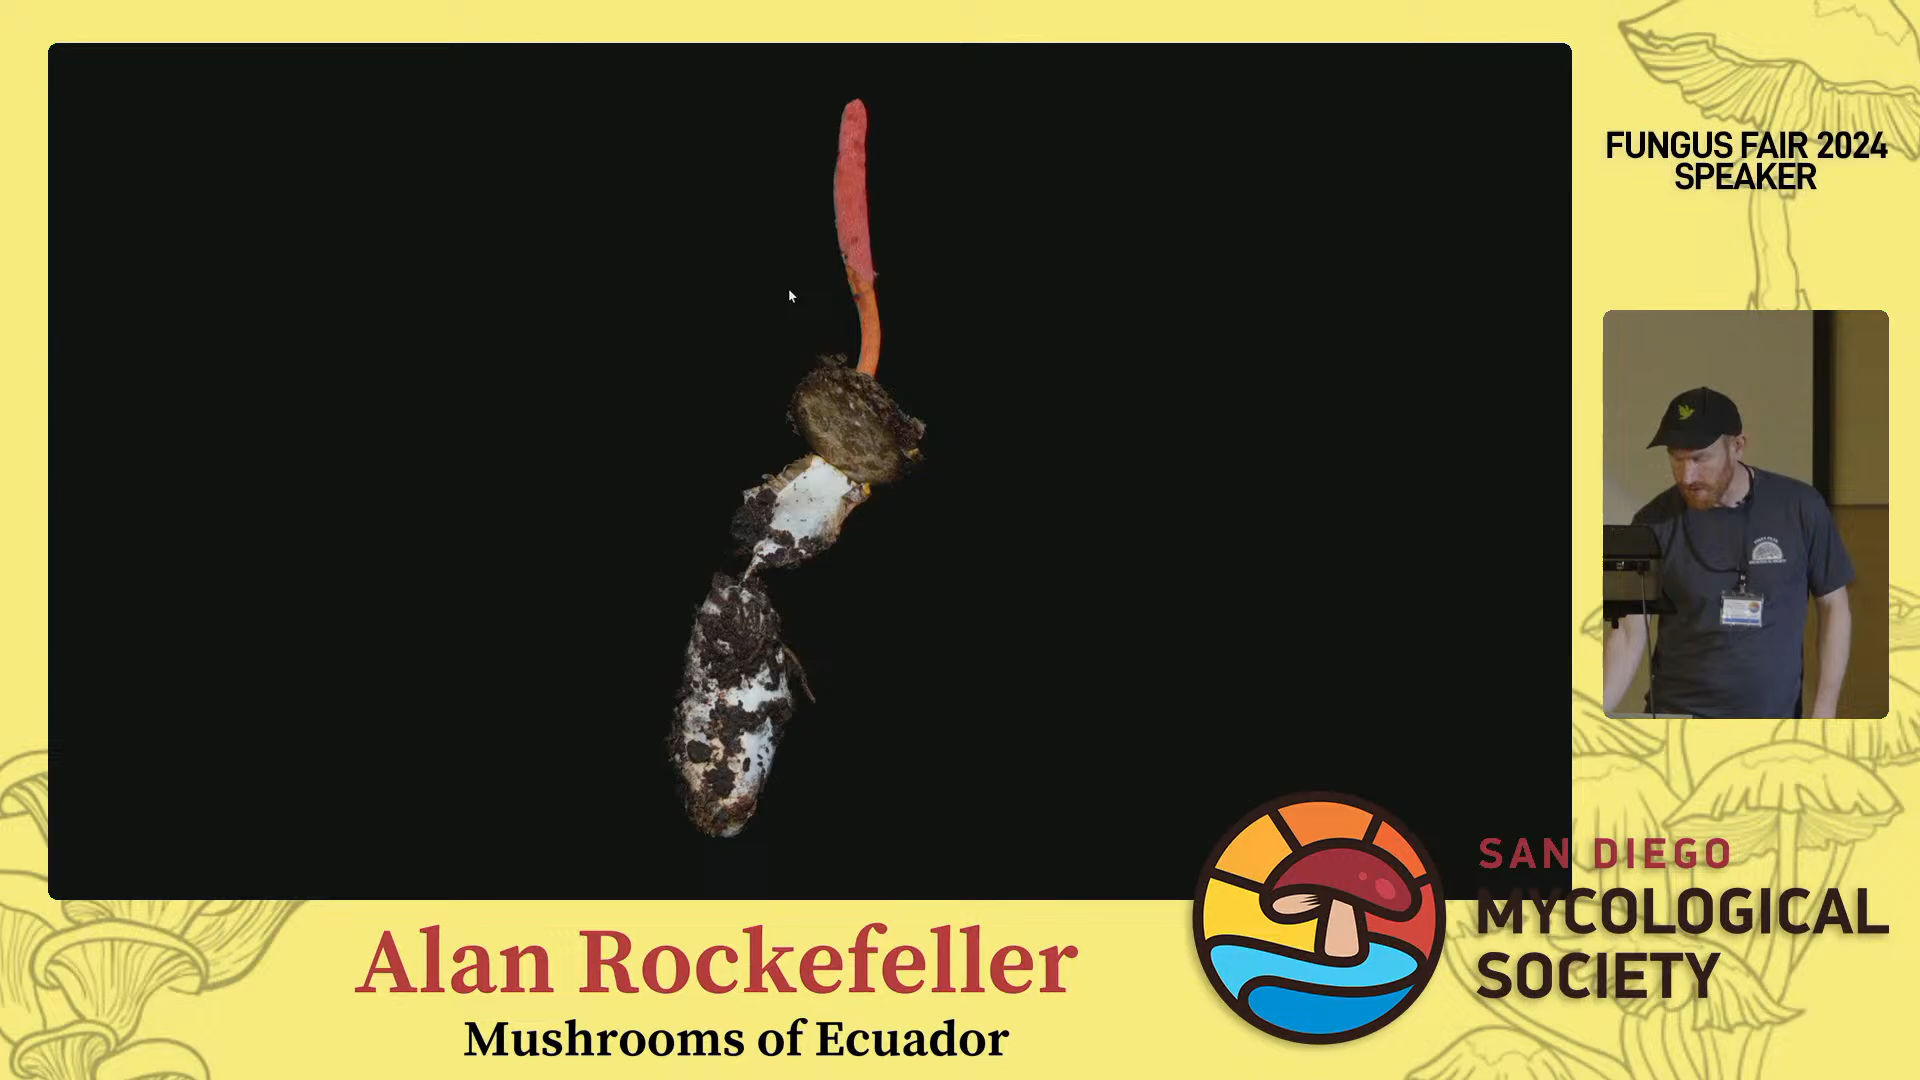 FUNGUS FAIR 2024
SPEAKER
SAN DIEGO
MYCOLOGICAL
SOCIETY
Alan Rockefeller
Mushrooms of Ecuador